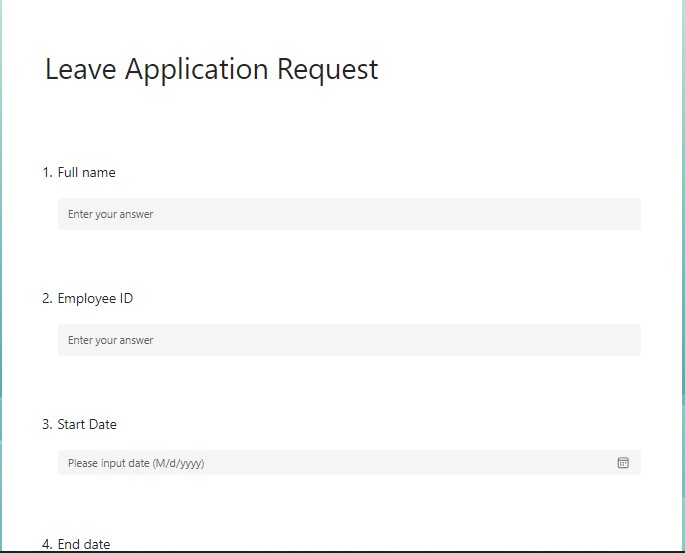 Leave Application Request
1. Full name
Enter your answer
2. Employee ID
Enter your answer
3. Start Date
Please input date (M/d/yyyy)
4. End date